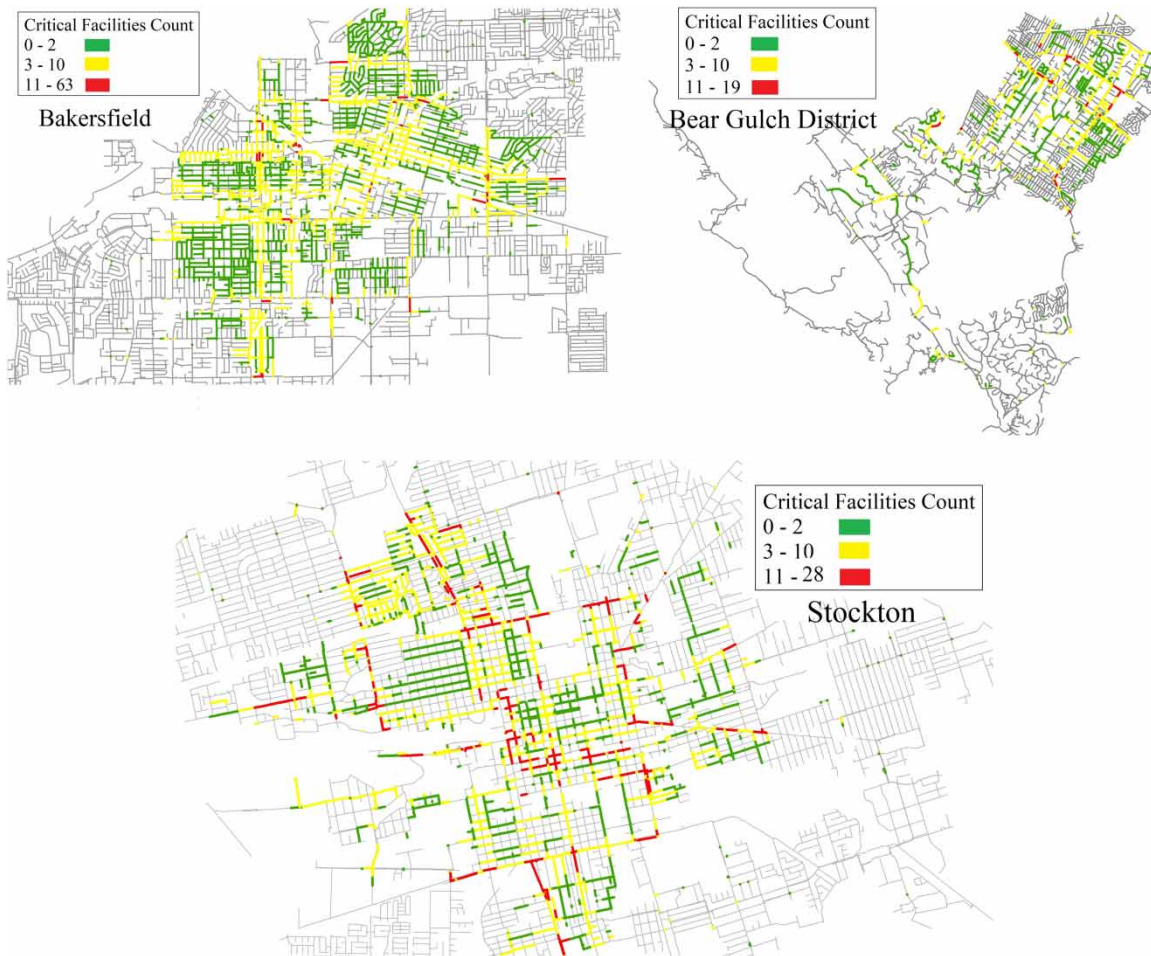 Critical Facilities Count
0 - 2
3 - 10
11 - 63
Bakersfield
Critical Facilities Count
0 - 2
3 - 10
11 - 19
Bear Gulch District
Critical Facilities Count
0 - 2
3 - 10
11 - 28
Stockton